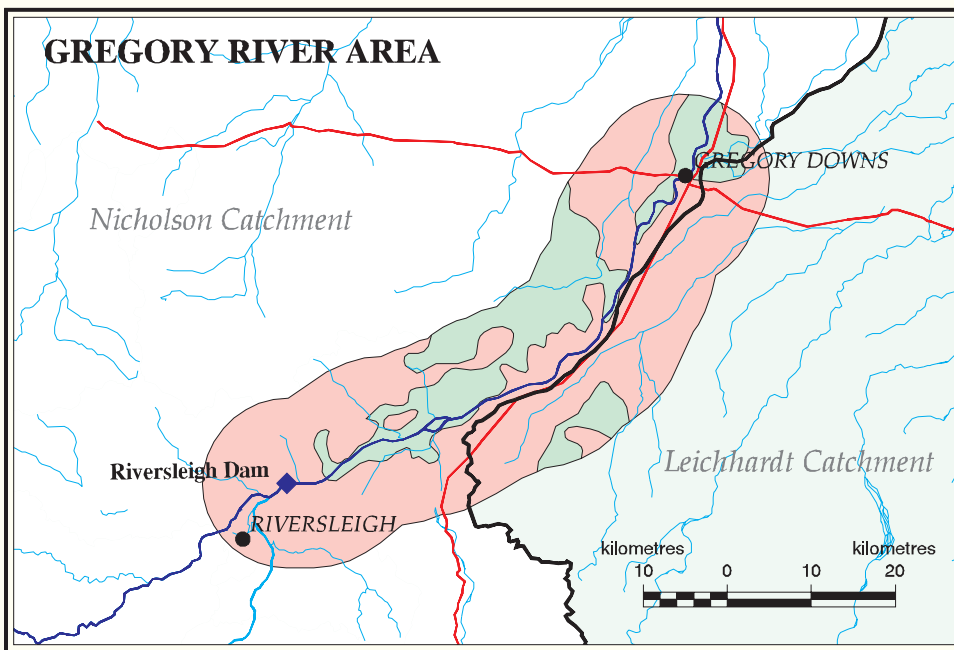 GREGORY RIVER AREA
GREGORY DOWNS
Nicholson Catchment
Riversleigh Dam
Leichhardt Catchment
RIVERSLEIGH
kilometres kilometres
10 0 10 20